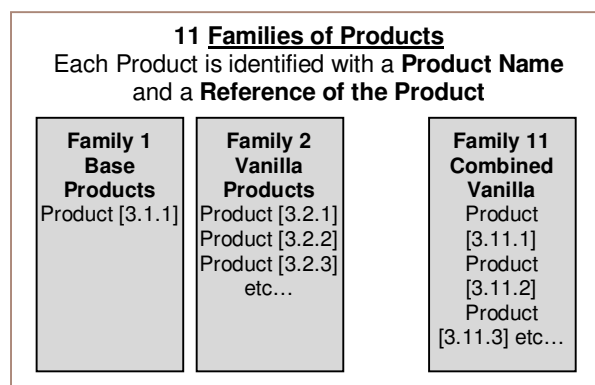 11 Families of Products
Each Product is identified with a Product Name
and a Reference of the Product
Family 1
Base
Products
Product [3.1.1]
Family 2
Vanilla
Products
Product [3.2.1]
Product [3.2.2]
Product [3.2.3]
etc…
Family 11
Combined
Vanilla
Product
[3.11.1]
Product
[3.11.2]
Product
[3.11.3] etc…